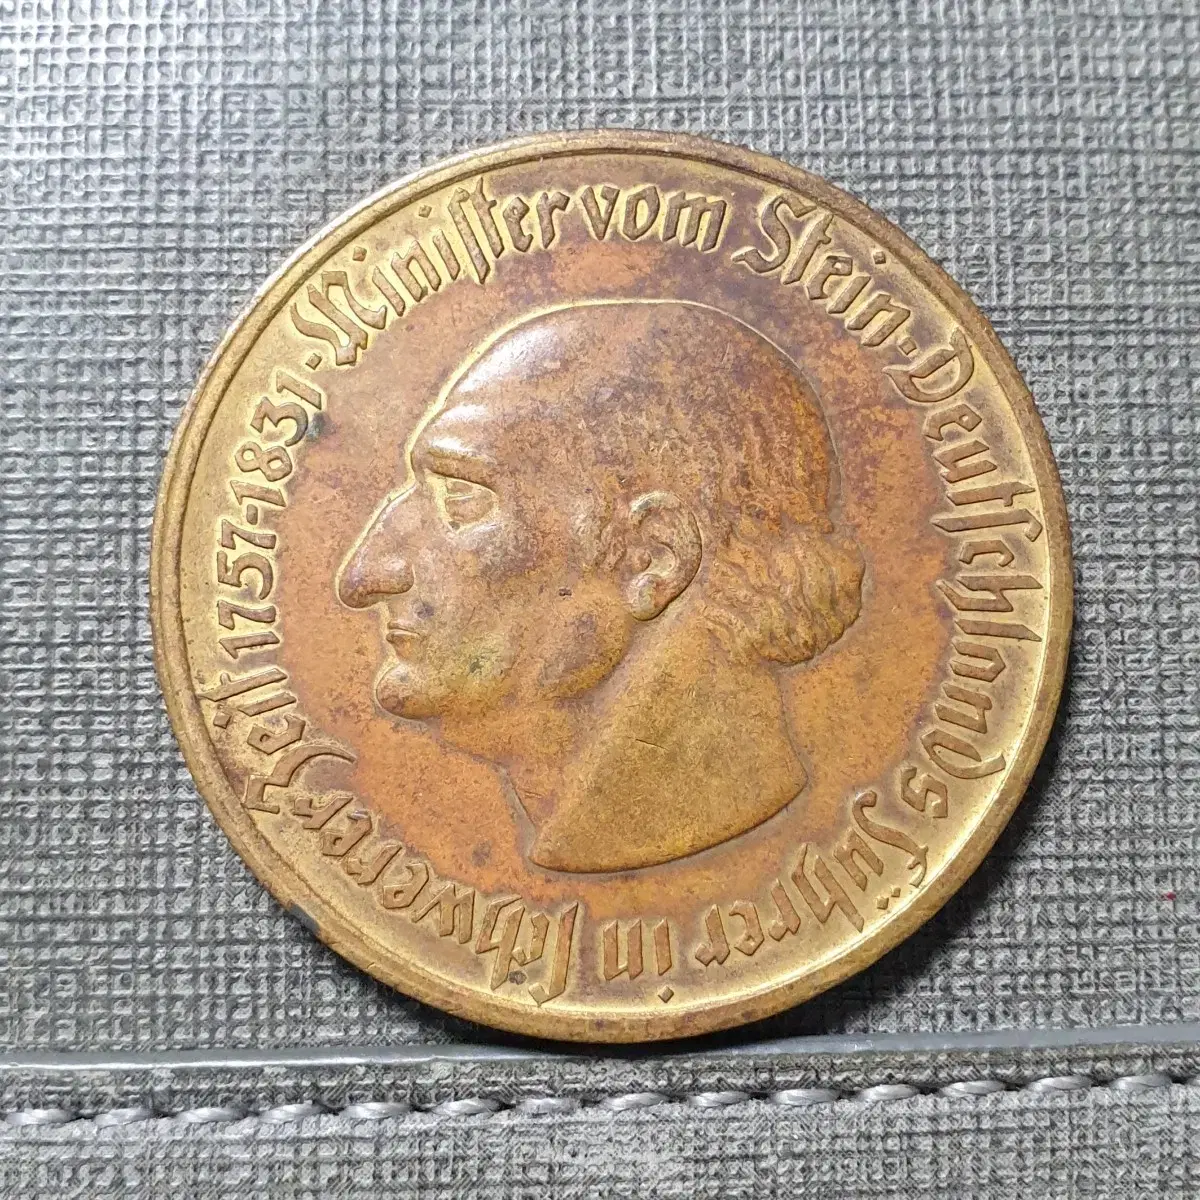 Minister vom Stein · Deutschlands Führer in schwerer Zeit 1757-1831 ·